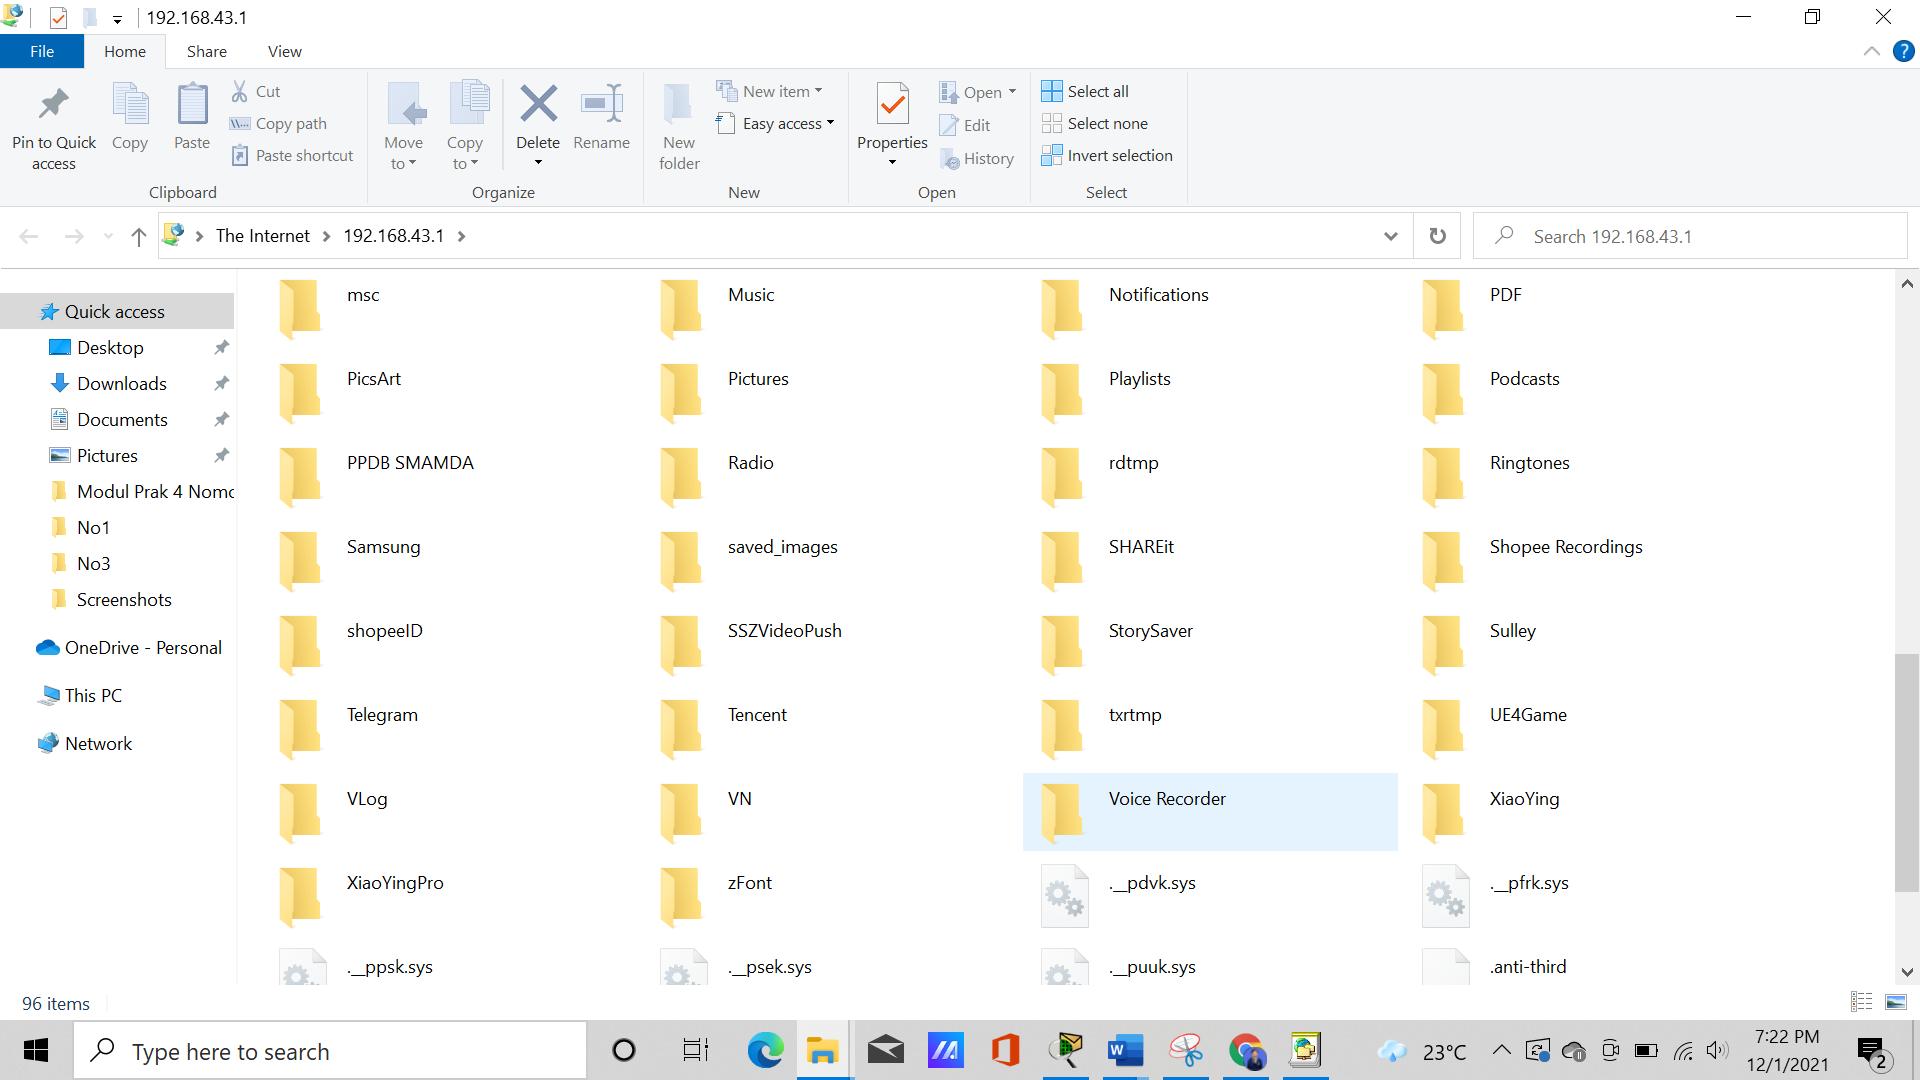 192.168.43.1
File
Home
Share
View
Pin to Quick
access
Copy
Paste
Cut
Copy path
Paste shortcut
Clipboard
Move
to
Copy
to
Delete
Rename
Organize
New
folder
New item
Easy access
New
Properties
Open
Edit
History
Open
Select all
Select none
Invert selection
Select
The Internet
192.168.43.1
Search 192.168.43.1
Quick access
Desktop
Downloads
Documents
Pictures
Modul Prak 4 Nomo
No1
No3
Screenshots
OneDrive - Personal
This PC
Network
msc
Music
Notifications
PDF
PicsArt
Pictures
Playlists
Podcasts
PPDB SMAMDA
Radio
rdtmp
Ringtones
Samsung
saved_images
SHAREit
Shopee Recordings
shopeeID
SSZVideoPush
StorySaver
Sulley
Telegram
Tencent
txrtmp
UE4Game
VLog
VN
Voice Recorder
XiaoYing
XiaoYingPro
zFont
.__pdvk.sys
.__pfrk.sys
.__ppsk.sys
.__psek.sys
.__puuk.sys
.anti-third
96 items
Type here to search
23°C
7:22 PM
12/1/2021
2